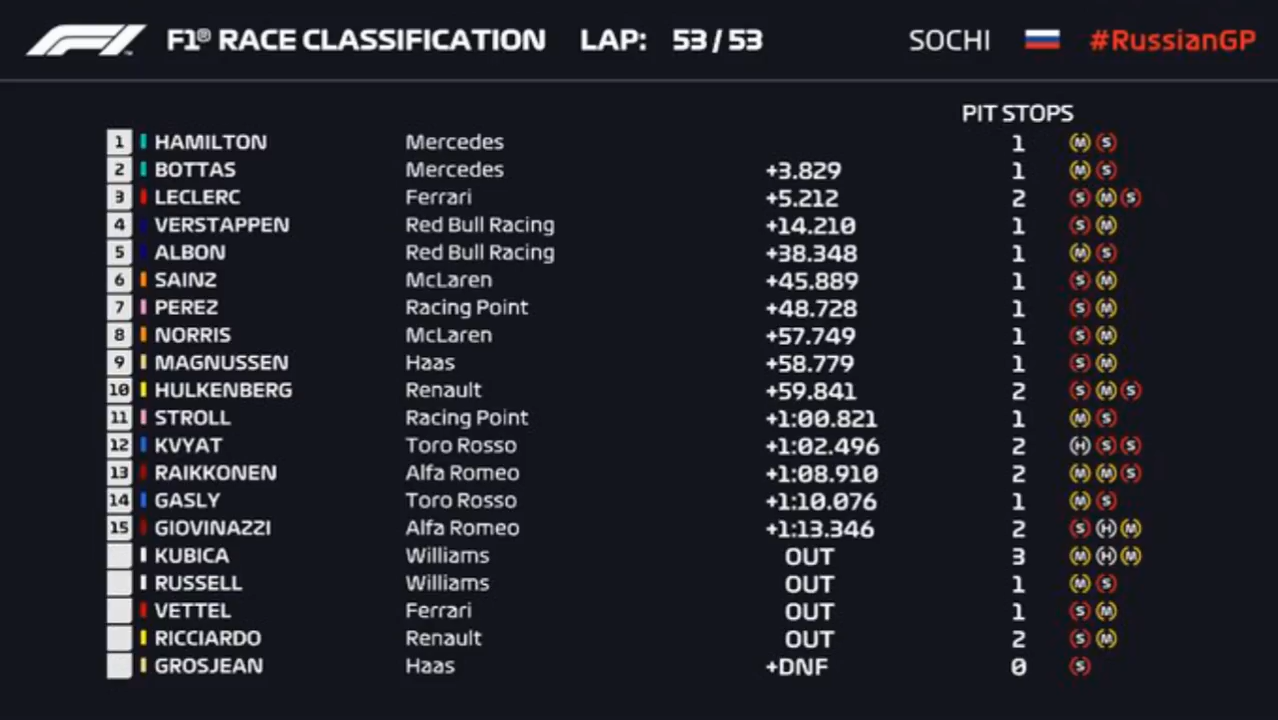 F1® RACE CLASSIFICATION LAP: 53/53 SOCHI #RussianGP
PIT STOPS
1 HAMILTON Mercedes 1 M S
2 BOTTAS Mercedes +3.829 1 M S
3 LECLERC Ferrari +5.212 2 S M S
4 VERSTAPPEN Red Bull Racing +14.210 1 S M
5 ALBON Red Bull Racing +38.348 1 M S
6 SAINZ McLaren +45.889 1 S M
7 PEREZ Racing Point +48.728 1 S M
8 NORRIS McLaren +57.749 1 S M
9 MAGNUSSEN Haas +58.779 1 S M
10 HULKENBERG Renault +59.841 2 S M S
11 STROLL Racing Point +1:00.821 1 M S
12 KVYAT Toro Rosso +1:02.496 2 H S S
13 RAIKKONEN Alfa Romeo +1:08.910 2 M M S
14 GASLY Toro Rosso +1:10.076 1 M S
15 GIOVINAZZI Alfa Romeo +1:13.346 2 S H M
KUBICA Williams OUT 3 M H M
RUSSELL Williams OUT 1 M S
VETTEL Ferrari OUT 1 S M
RICCIARDO Renault OUT 2 S M
GROSJEAN Haas +DNF 0 S